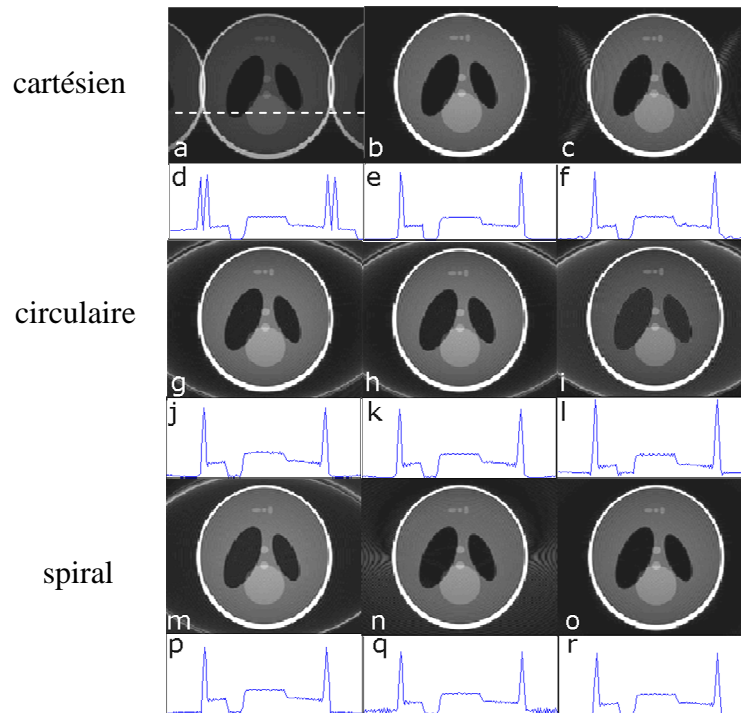 cartésien
a b c
d e f
circulaire
g h i
j k l
spiral
m n o
p q r